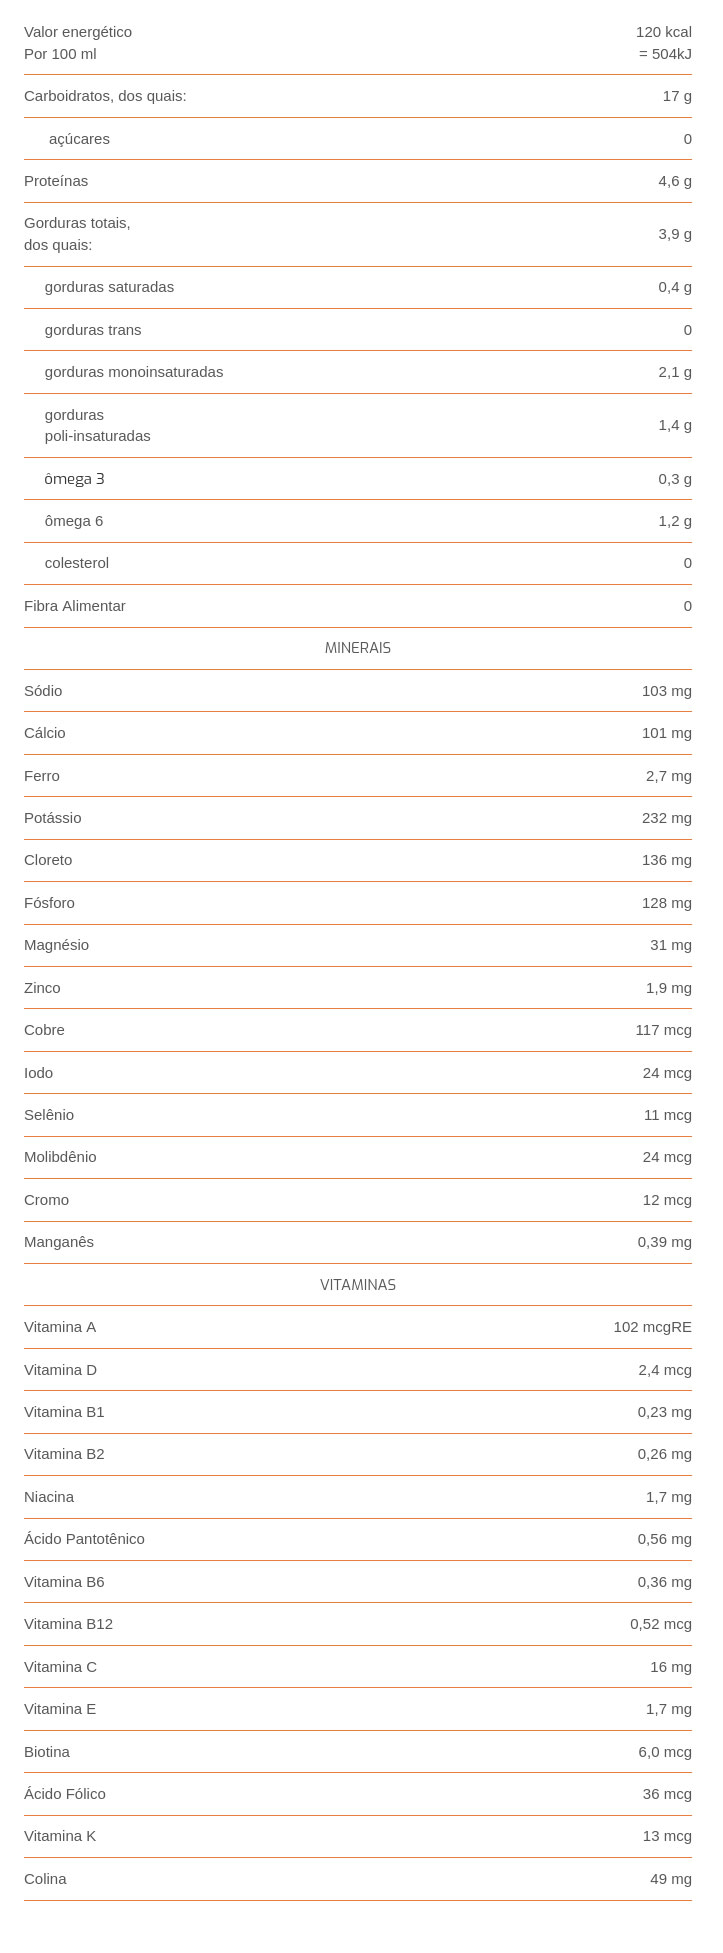 Valor energético 120 kcal
Por 100 ml = 504kJ
Carboidratos, dos quais: 17 g
açúcares 0
Proteínas 4,6 g
Gorduras totais,
dos quais: 3,9 g
gorduras saturadas 0,4 g
gorduras trans 0
gorduras monoinsaturadas 2,1 g
gorduras
poli-insaturadas 1,4 g
ômega 3 0,3 g
ômega 6 1,2 g
colesterol 0
Fibra Alimentar 0
MINERAIS
Sódio 103 mg
Cálcio 101 mg
Ferro 2,7 mg
Potássio 232 mg
Cloreto 136 mg
Fósforo 128 mg
Magnésio 31 mg
Zinco 1,9 mg
Cobre 117 mcg
Iodo 24 mcg
Selênio 11 mcg
Molibdênio 24 mcg
Cromo 12 mcg
Manganês 0,39 mg
VITAMINAS
Vitamina A 102 mcgRE
Vitamina D 2,4 mcg
Vitamina B1 0,23 mg
Vitamina B2 0,26 mg
Niacina 1,7 mg
Ácido Pantotênico 0,56 mg
Vitamina B6 0,36 mg
Vitamina B12 0,52 mcg
Vitamina C 16 mg
Vitamina E 1,7 mg
Biotina 6,0 mcg
Ácido Fólico 36 mcg
Vitamina K 13 mcg
Colina 49 mg